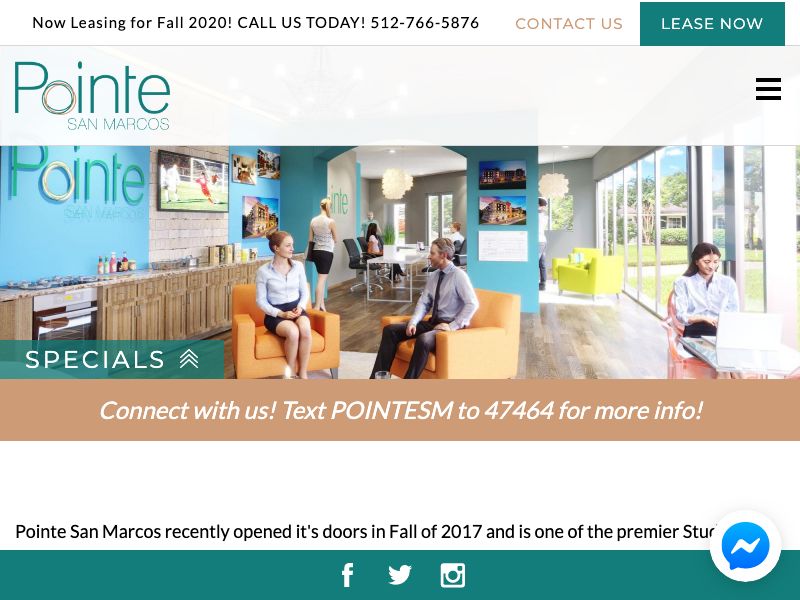 Now Leasing for Fall 2020! CALL US TODAY! 512-766-5876
CONTACT US
LEASE NOW
Pointe
SAN MARCOS
Pointe
SAN MARCOS
inte
SPECIALS
Connect with us! Text POINTESM to 47464 for more info!
Pointe San Marcos recently opened it's doors in Fall of 2017 and is one of the premier Stu